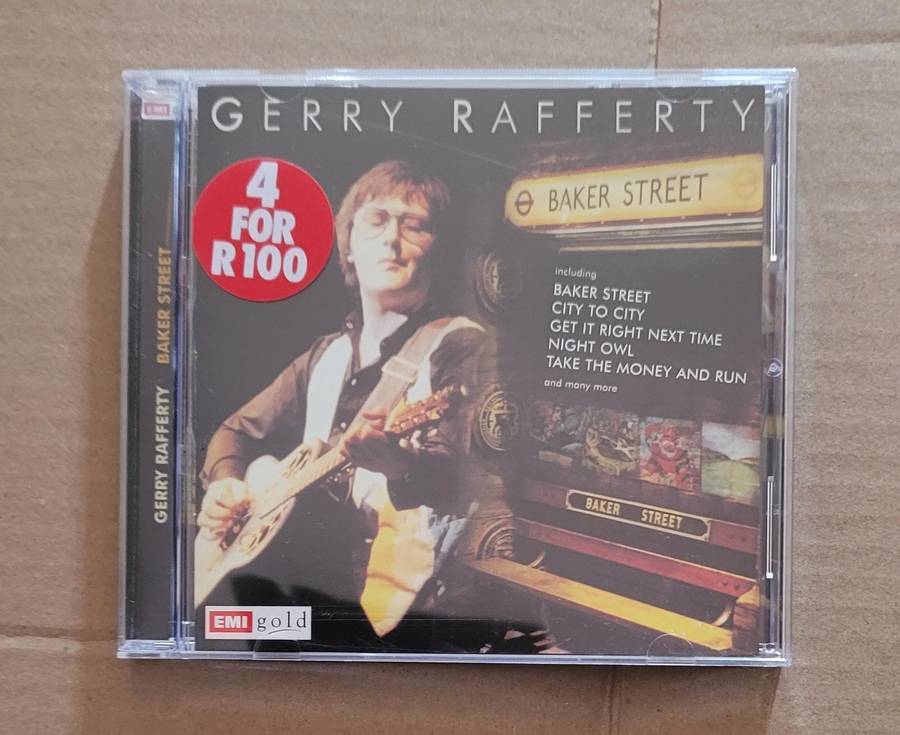 GERRY RAFFERTY
4
FOR
R100
BAKER STREET
including
BAKER STREET
CITY TO CITY
GET IT RIGHT NEXT TIME
NIGHT OWL
TAKE THE MONEY AND RUN
and many more
BAKER STREET
EMI gold
EMI
GERRY RAFFERTY BAKER STREET